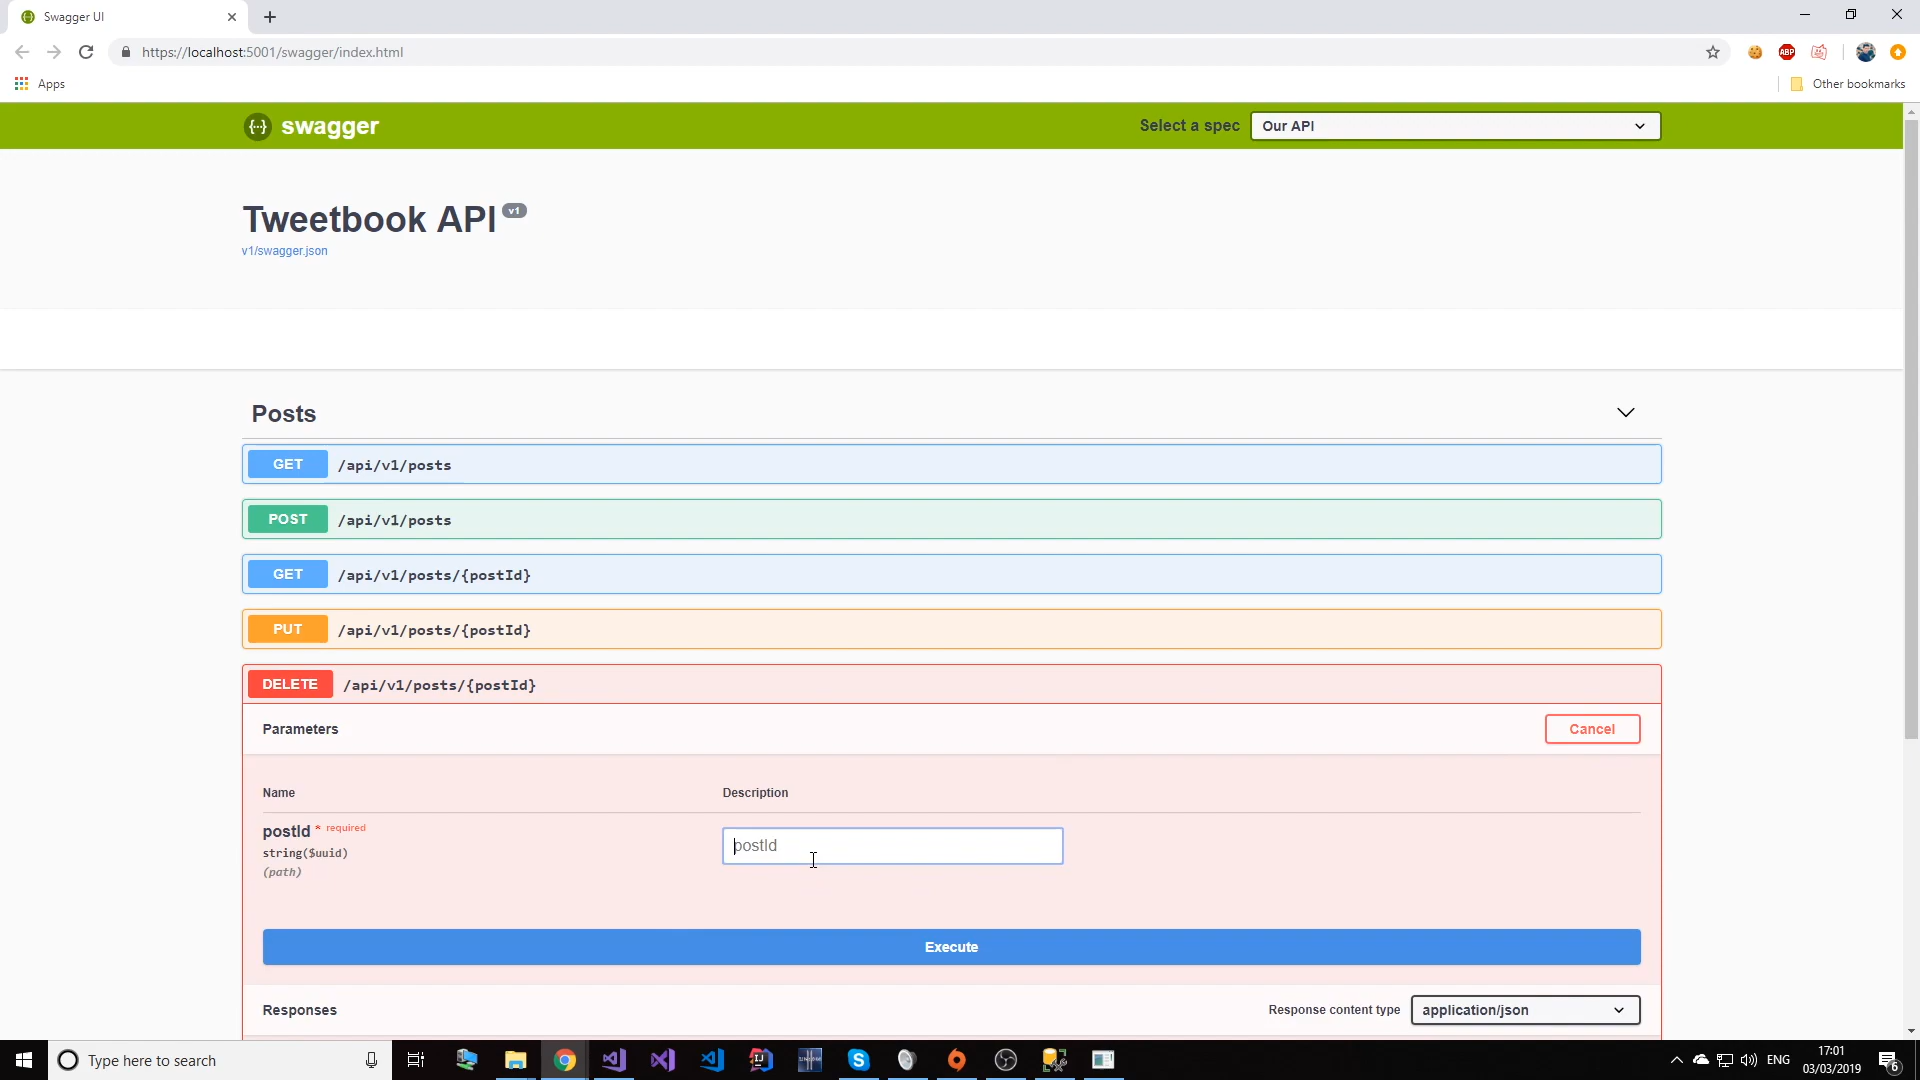 Swagger UI
https://localhost:5001/swagger/index.html
ABP
Apps
Other bookmarks
{···} swagger
Select a spec
Our API
Tweetbook API v1
v1/swagger.json
Posts
GET /api/v1/posts
POST /api/v1/posts
GET /api/v1/posts/{postId}
PUT /api/v1/posts/{postId}
DELETE /api/v1/posts/{postId}
Parameters
Cancel
Name Description
postId * required
string($uuid)
(path)
postId
Execute
Responses
Response content type
application/json
Type here to search
ENG
17:01
03/03/2019
6